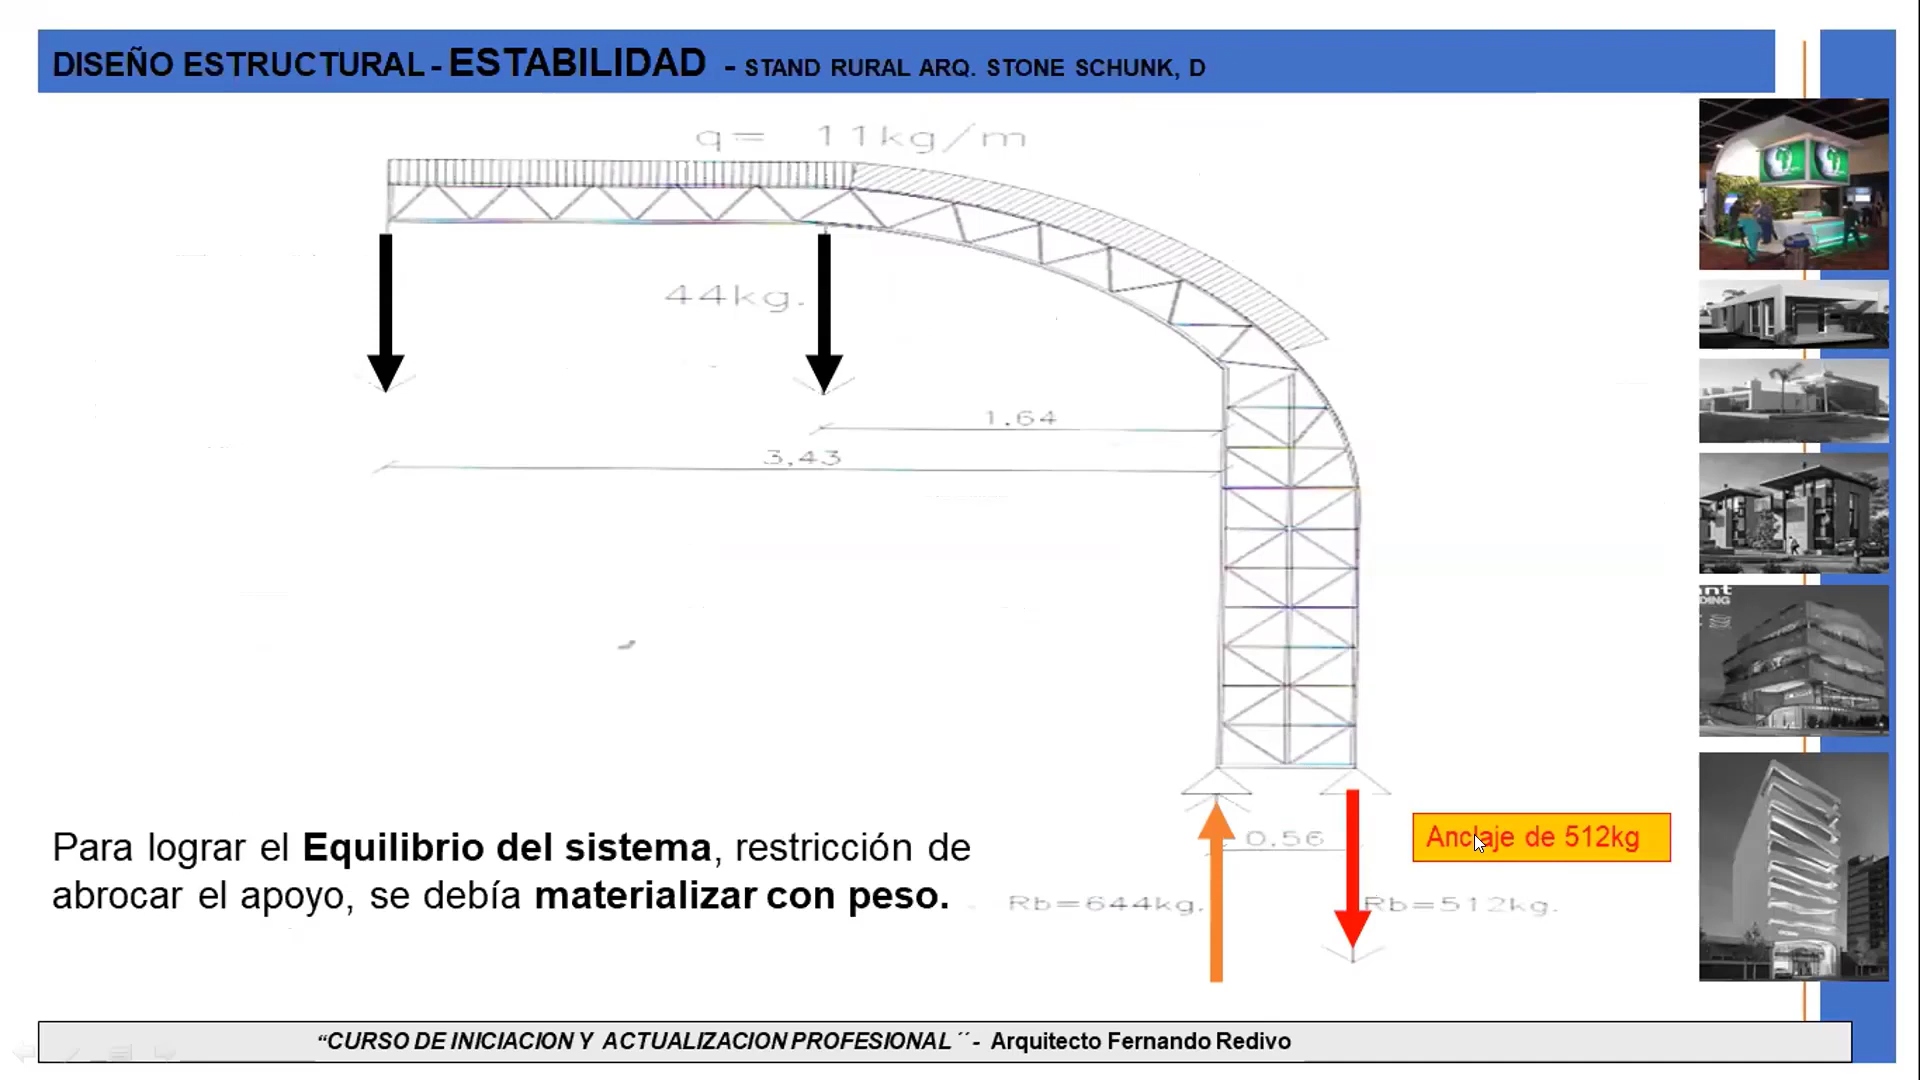 DISEÑO ESTRUCTURAL - ESTABILIDAD - STAND RURAL ARQ. STONE SCHUNK, D
q= 11kg/m
44kg.
1.64
3,43
0.56
Anclaje de 512kg
Rb=644kg.
Rb=512kg.
Para lograr el Equilibrio del sistema, restricción de
abrocar el apoyo, se debía materializar con peso.
“CURSO DE INICIACION Y ACTUALIZACION PROFESIONAL ´´ - Arquitecto Fernando Redivo